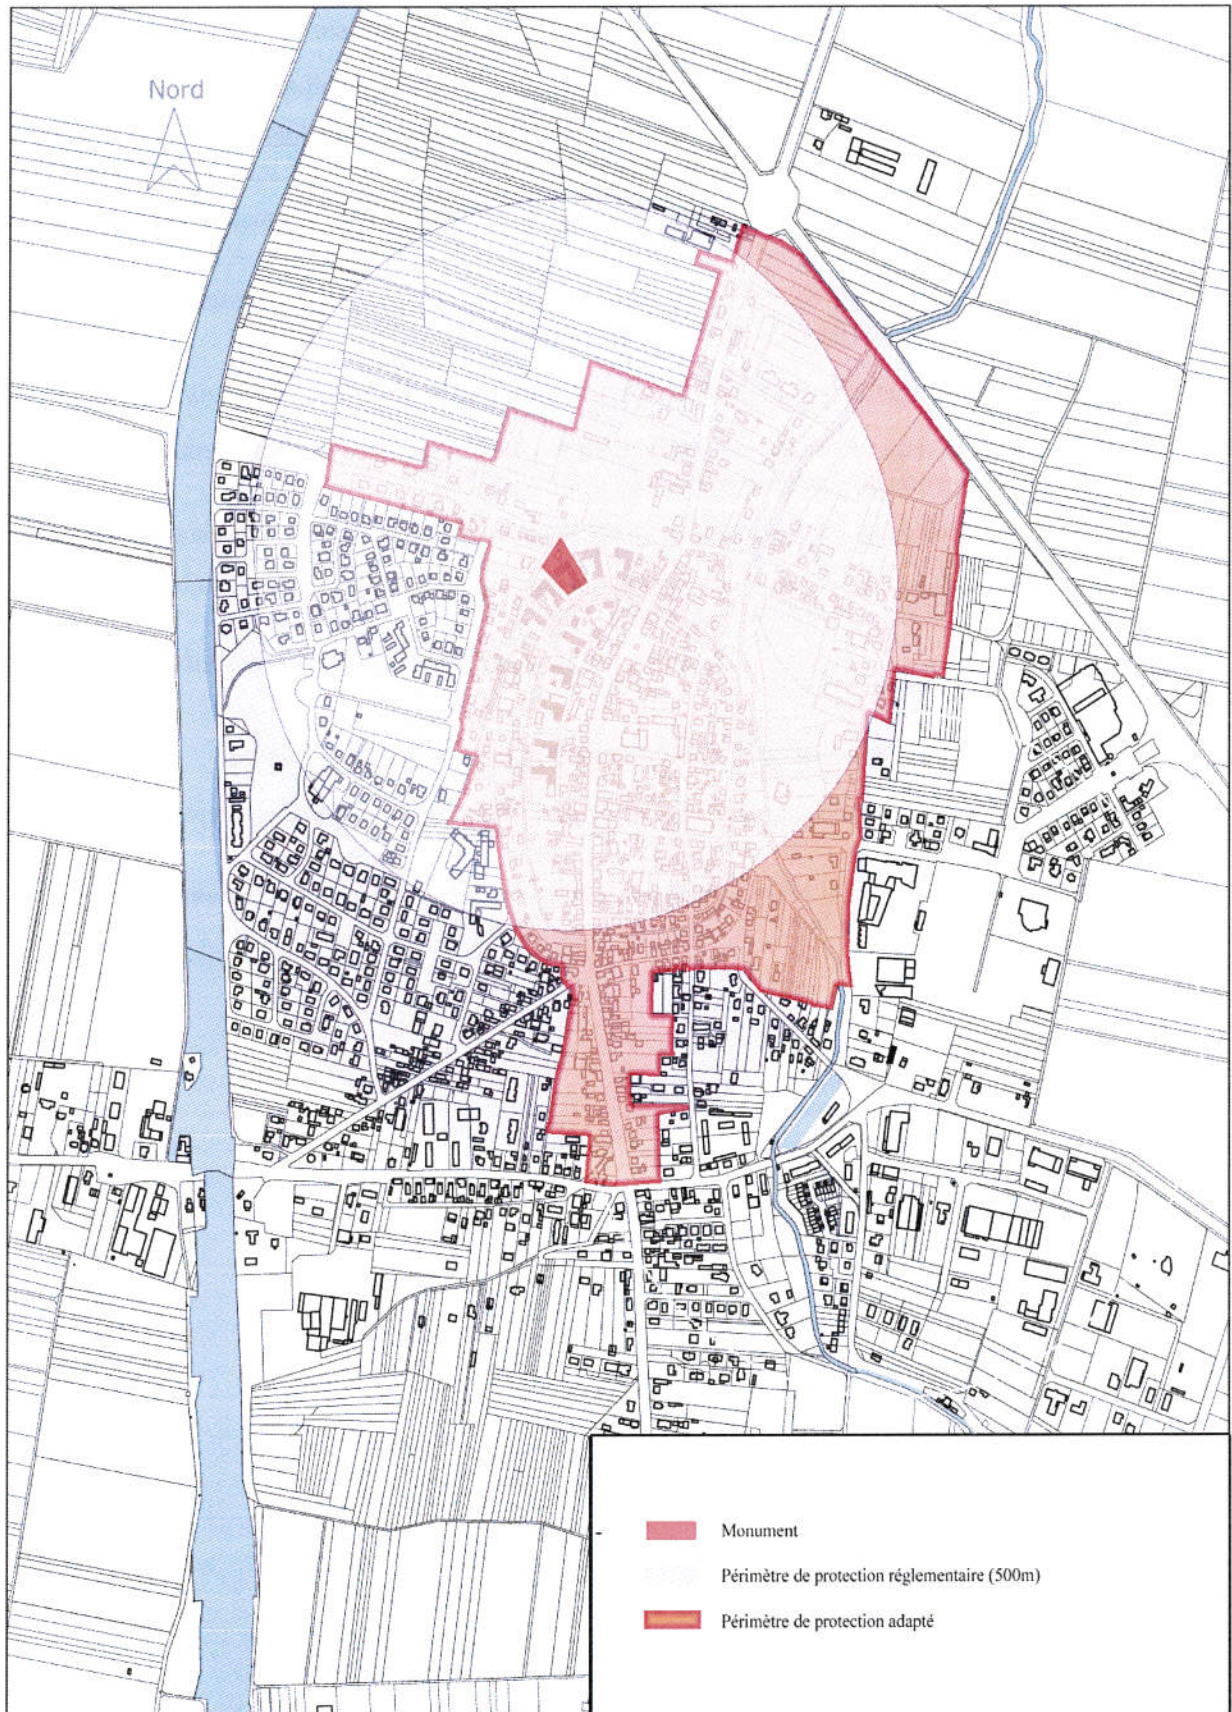 Nord
Monument
Périmètre de protection réglementaire (500m)
Périmètre de protection adapté